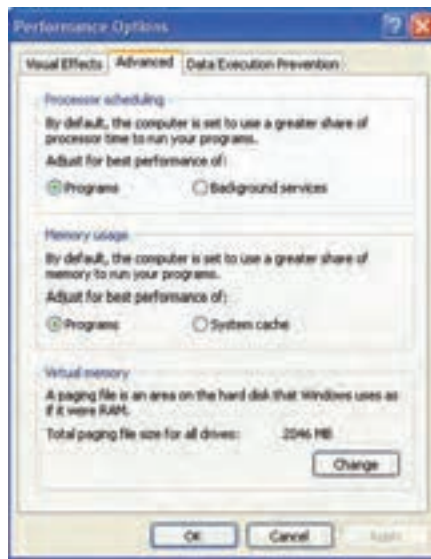 Performance Options
Visual Effects Advanced Data Execution Prevention
Processor scheduling
By default, the computer is set to use a greater share of
processor time to run your programs.
Adjust for best performance of:
Programs Background services
Memory usage
By default, the computer is set to use a greater share of
memory to run your programs.
Adjust for best performance of:
Programs System cache
Virtual memory
A paging file is an area on the hard disk that Windows uses as
if it were RAM.
Total paging file size for all drives: 2046 MB
Change
OK Cancel Apply